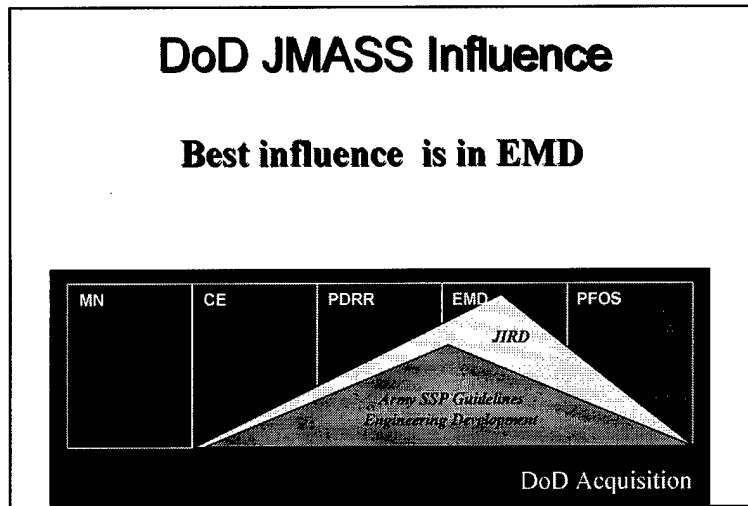 DoD JMASS Influence
Best influence is in EMD
MN CE PDRR EMD PFOS
JIRD
Army SSP Guidelines
Engineering Devglopment
DoD Acquisition